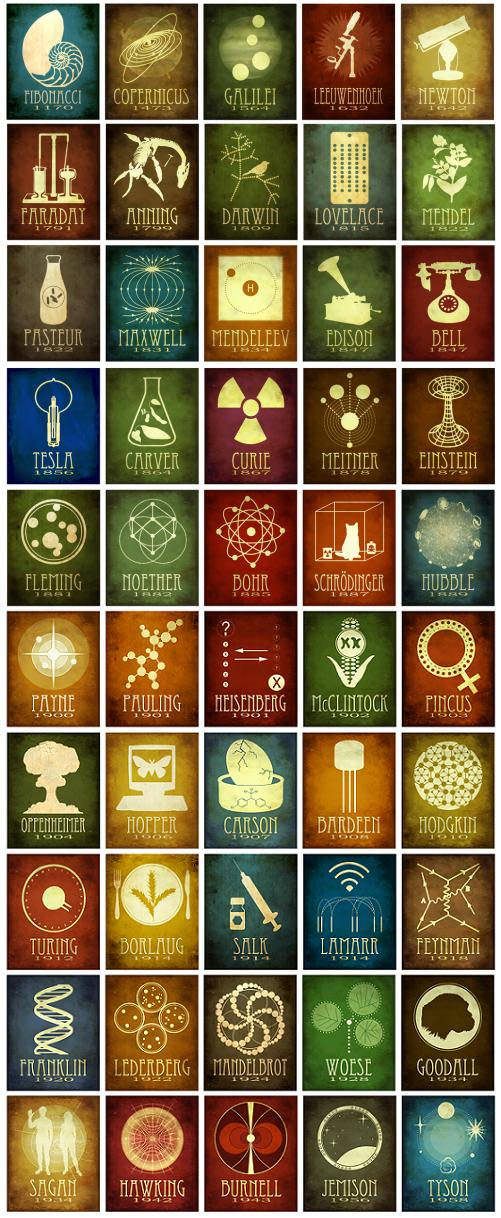 FIBONACCI
1170
COPERNICUS
1473
GALILEI
1564
LEEUWENHOEK
1632
NEWTON
1642
FARADAY
1791
ANNING
1799
DARWIN
1809
LOVELACE
1815
MENDEL
1822
PASTEUR
1822
MAXWELL
1831
H
MENDELEEV
1834
EDISON
1847
BELL
1847
TESLA
1856
CARVER
1864
CURIE
1867
MEITNER
1878
EINSTEIN
1879
FLEMING
1881
NOETHER
1882
BOHR
1885
SCHRÖDINGER
1887
HUBBLE
1889
PAYNE
1900
PAULING
1901
?
X
HEISENBERG
1901
XX
McCLINTOCK
1902
PINCUS
1903
OPPENHEIMER
1904
HOPPER
1906
CARSON
1907
BARDEEN
1908
HODGKIN
1910
TURING
1912
BORLAUG
1914
SALK
1914
LAMARR
1914
FEYNMAN
1918
FRANKLIN
1920
LEDERBERG
1922
MANDELBROT
1924
WOESE
1928
GOODALL
1934
SAGAN
1934
HAWKING
1942
BURNELL
1943
JEMISON
1956
TYSON
1958